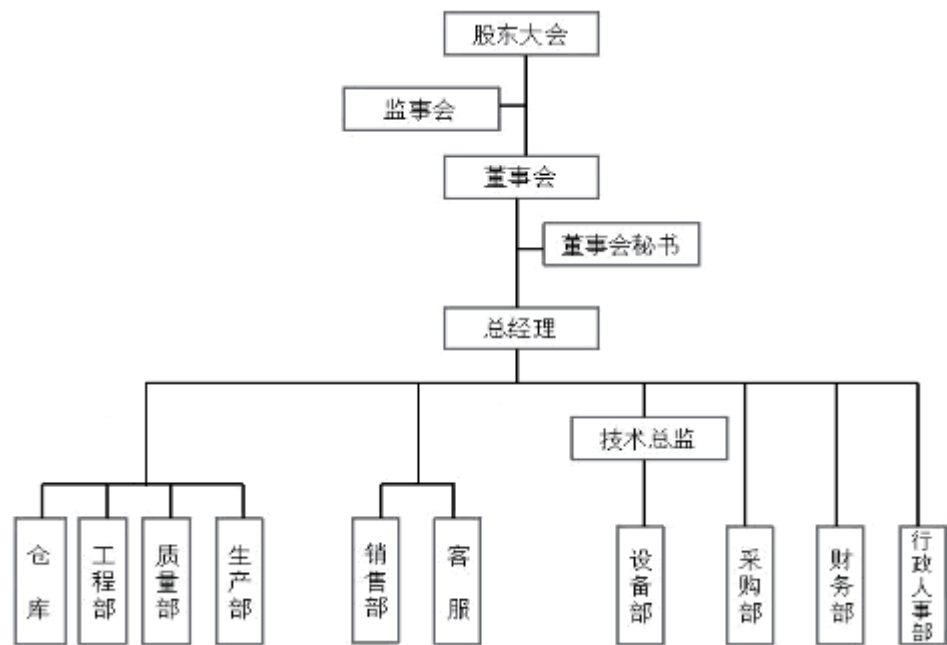 股东大会
监事会
董事会
董事会秘书
总经理
技术总监
仓库
工程部
质量部
生产部
销售部
客服
设备部
采购部
财务部
行政人事部